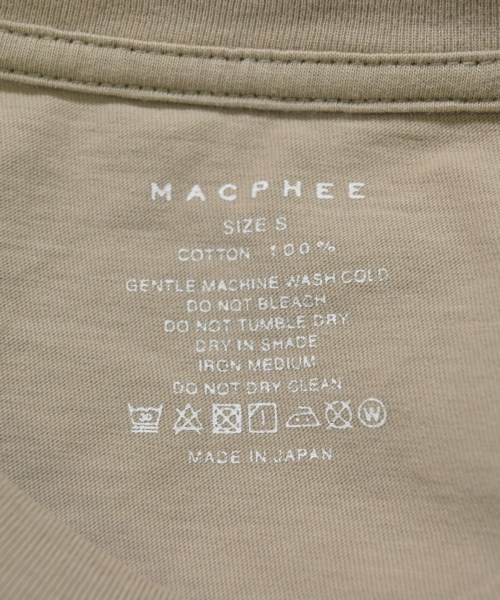 MACPHEE
SIZE S
COTTON 100%
GENTLE MACHINE WASH COLD
DO NOT BLEACH
DO NOT TUMBLE DRY
DRY IN SHADE
IRON MEDIUM
DO NOT DRY CLEAN
30 W
MADE IN JAPAN